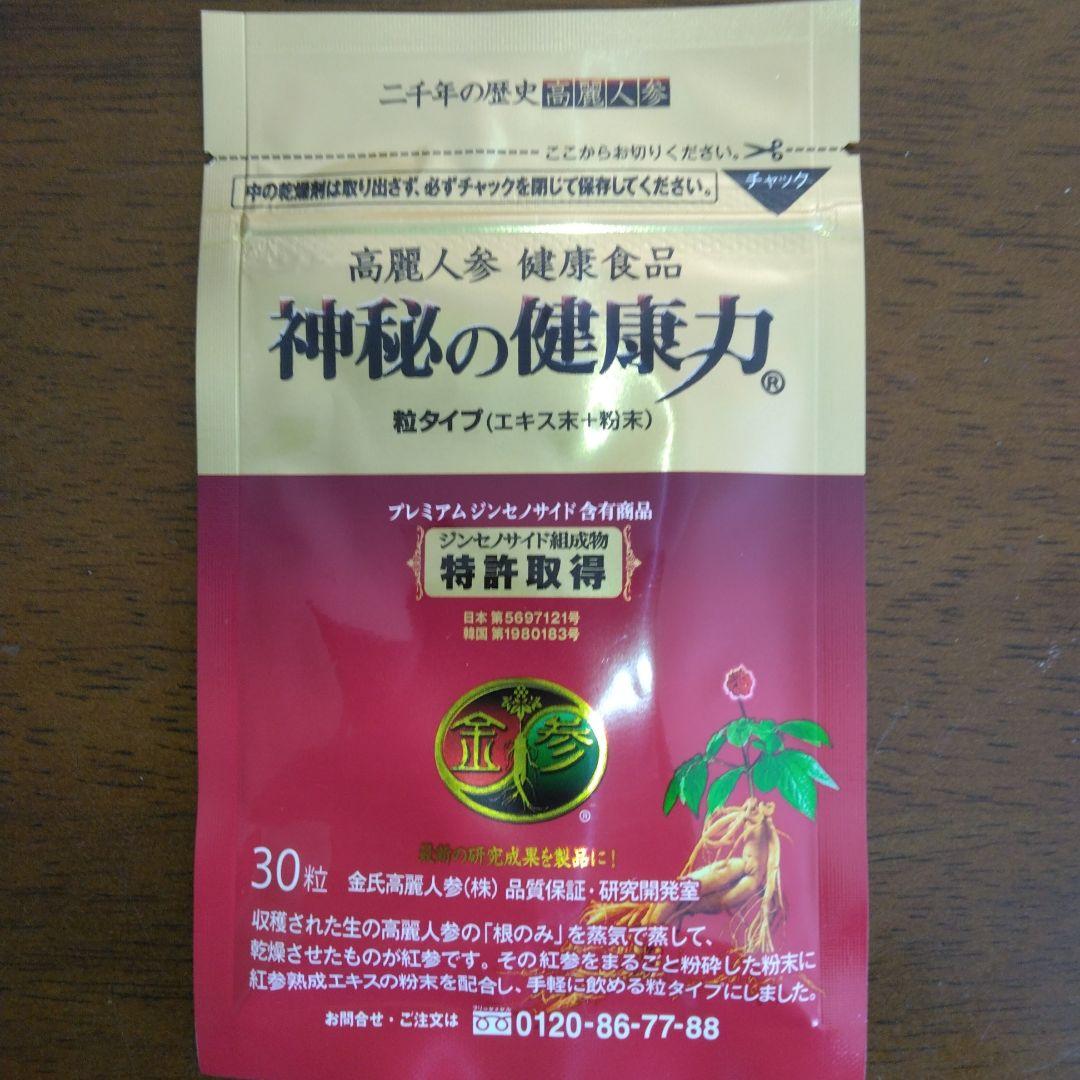 二千年の歴史 高麗人参
ここからお切りください。
中の乾燥剤は取り出さず、必ずチャックを閉じて保存してください。
チャック
高麗人参 健康食品
神秘の健康力®
粒タイプ(エキス末+粉末)
プレミアムジンセノサイド含有商品
ジンセノサイド組成物
特許取得
日本 第5697121号
韓国 第1980183号
金参
®
最新の研究成果を製品に!
30粒 金氏高麗人参(株) 品質保証・研究開発室
収穫された生の高麗人参の「根のみ」を蒸気で蒸して、
乾燥させたものが紅参です。その紅参をまるごと粉砕した粉末に
紅参熟成エキスの粉末を配合し、手軽に飲める粒タイプにしました。
フリーダイヤル
お問合せ・ご注文は 0120-86-77-88